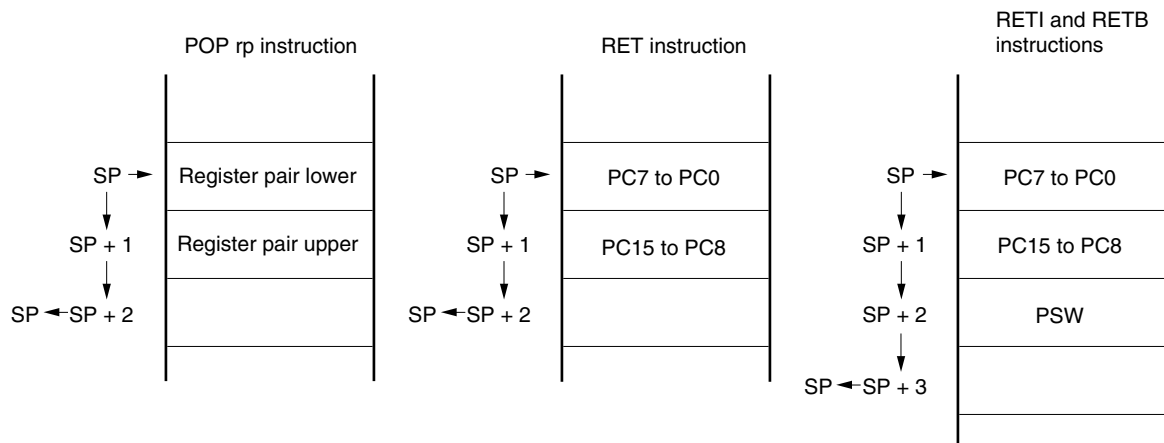 POP rp instruction
SP
Register pair lower
SP + 1
Register pair upper
SP
SP + 2
RET instruction
SP
PC7 to PC0
SP + 1
PC15 to PC8
SP
SP + 2
RETI and RETB
instructions
SP
PC7 to PC0
SP + 1
PC15 to PC8
SP + 2
PSW
SP
SP + 3